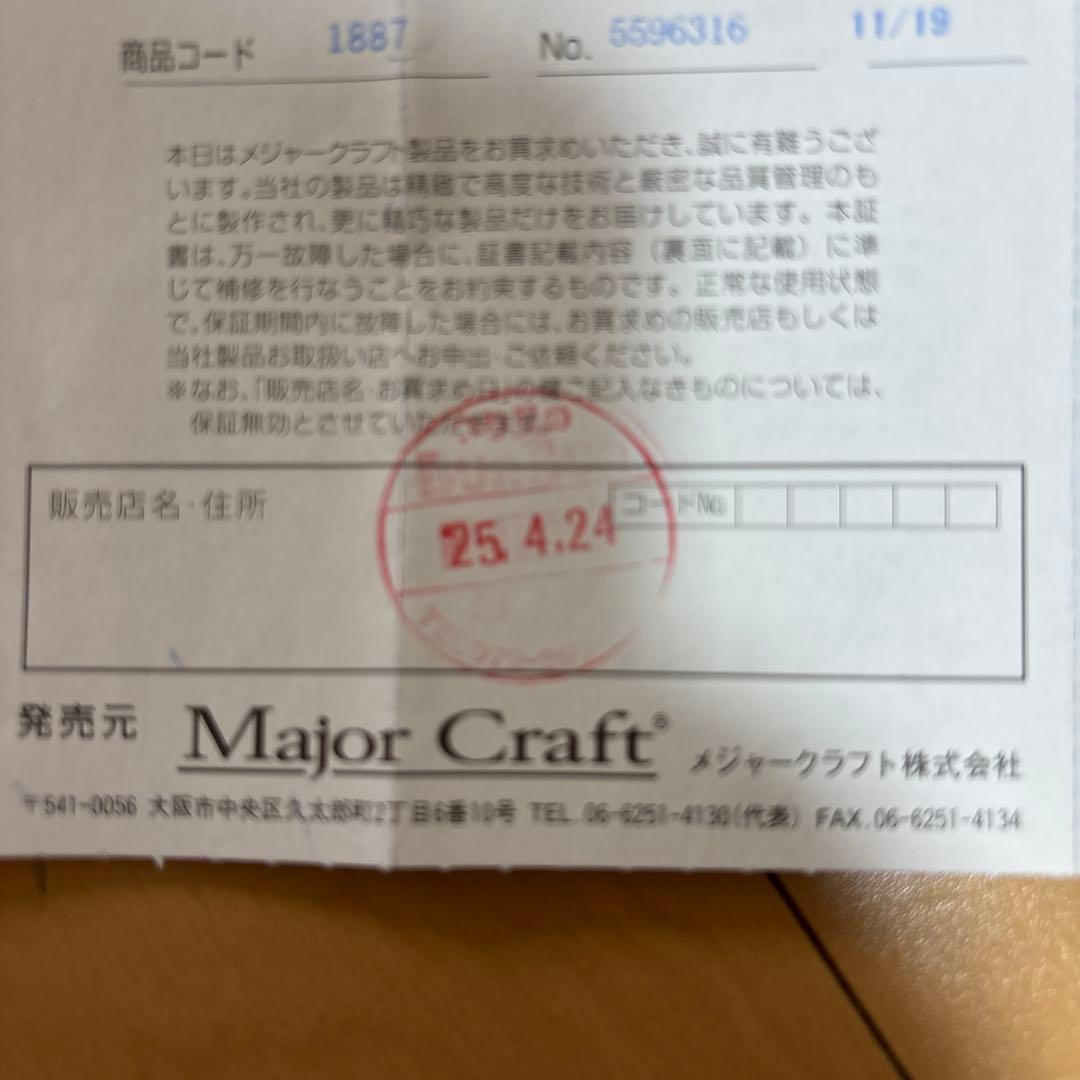 商品コード 1887 No. 5596316 11/19
本日はメジャークラフト製品をお買求めいただき、誠に有難うござ
います。当社の製品は精緻で高度な技術と厳密な品質管理のも
とに製作され、更に精巧な製品だけをお届けしています。本証
書は、万一故障した場合に、証書記載内容（裏面に記載）に準
じて補修を行なうことをお約束するものです。正常な使用状態
で、保証期間内に故障した場合には、お買求めの販売店もしくは
当社製品お取扱い店へお申出・ご依頼ください。
※なお、「販売店名・お買求め日」の欄ご記入なきものについては、
保証無効とさせていただきます。
販売店名・住所 コードNo.
25.4.24
TEL.
発売元 Major Craft® メジャークラフト株式会社
〒541-0056 大阪市中央区久太郎町2丁目6番10号 TEL.06-6251-4130(代表) FAX.06-6251-4134